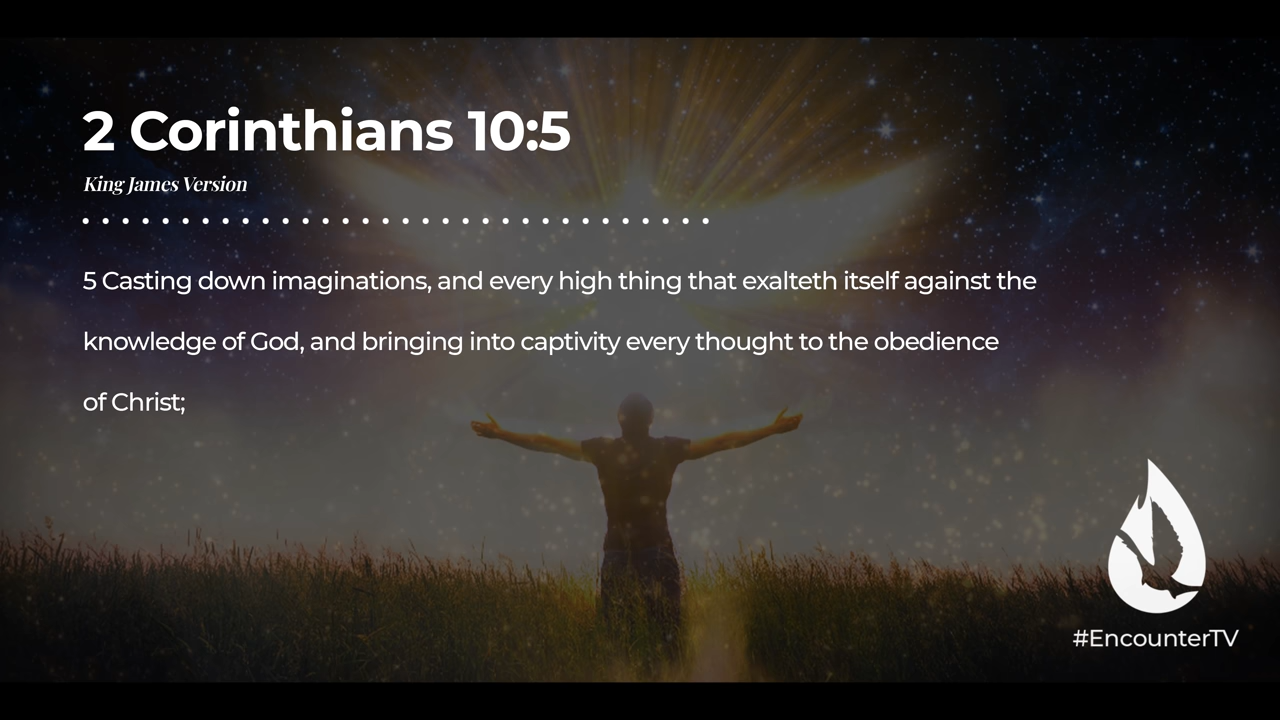 2 Corinthians 10:5
King James Version
5 Casting down imaginations, and every high thing that exalteth itself against the
knowledge of God, and bringing into captivity every thought to the obedience
of Christ;
#EncounterTV